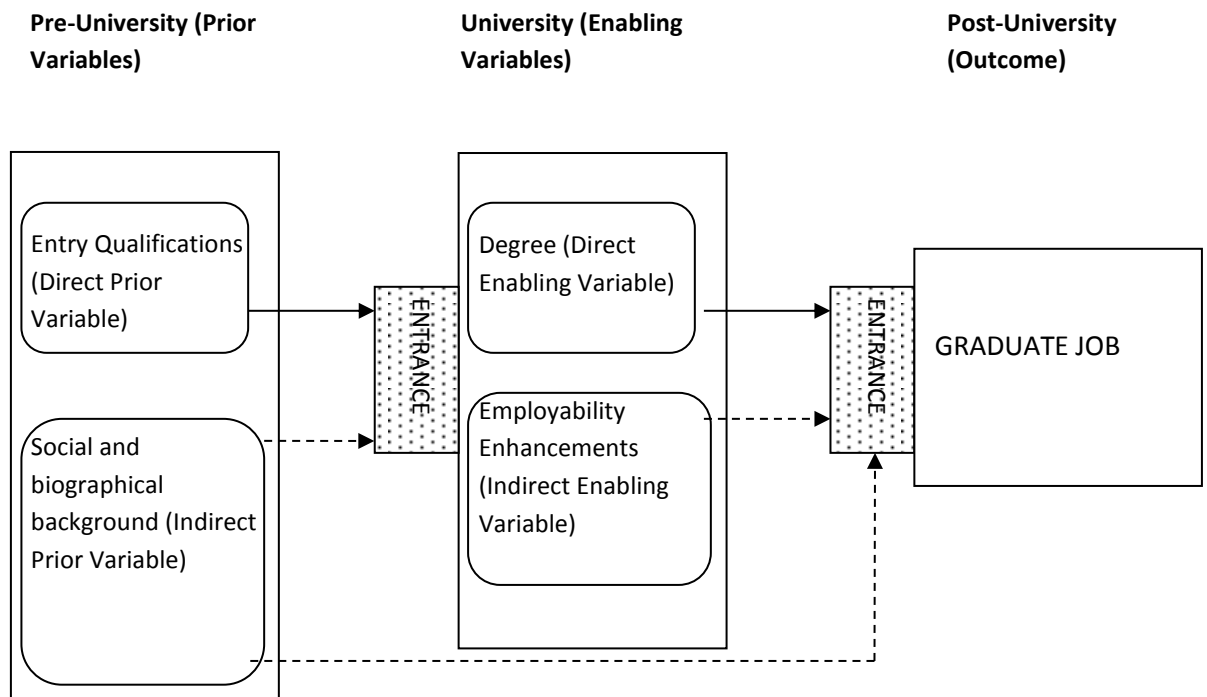 Pre-University (Prior
Variables)
University (Enabling
Variables)
Post-University
(Outcome)
Entry Qualifications
(Direct Prior
Variable)
Social and
biographical
background (Indirect
Prior Variable)
ENTRANCE
Degree (Direct
Enabling Variable)
Employability
Enhancements
(Indirect Enabling
Variable)
ENTRANCE
GRADUATE JOB